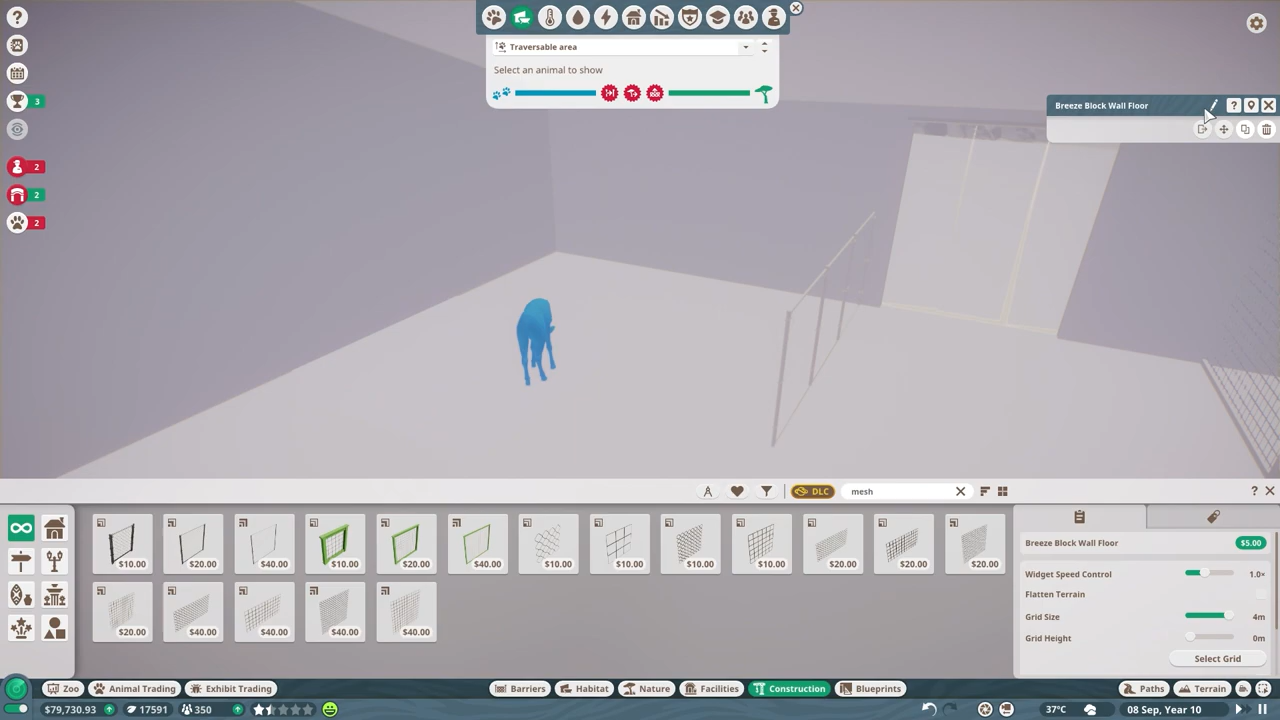 ?
3
2
2
2
Traversable area
Select an animal to show
Breeze Block Wall Floor
?
DLC
mesh
?
$10.00 $20.00 $40.00 $10.00 $20.00 $40.00 $10.00 $10.00 $10.00 $10.00 $20.00 $20.00 $20.00
$20.00 $40.00 $40.00 $40.00 $40.00
Breeze Block Wall Floor $5.00
Widget Speed Control 1.0×
Flatten Terrain
Grid Size 4m
Grid Height 0m
Select Grid
Zoo Animal Trading Exhibit Trading Barriers Habitat Nature Facilities Construction Blueprints Paths Terrain
$79,730.93 17591 350 37°C 08 Sep, Year 10